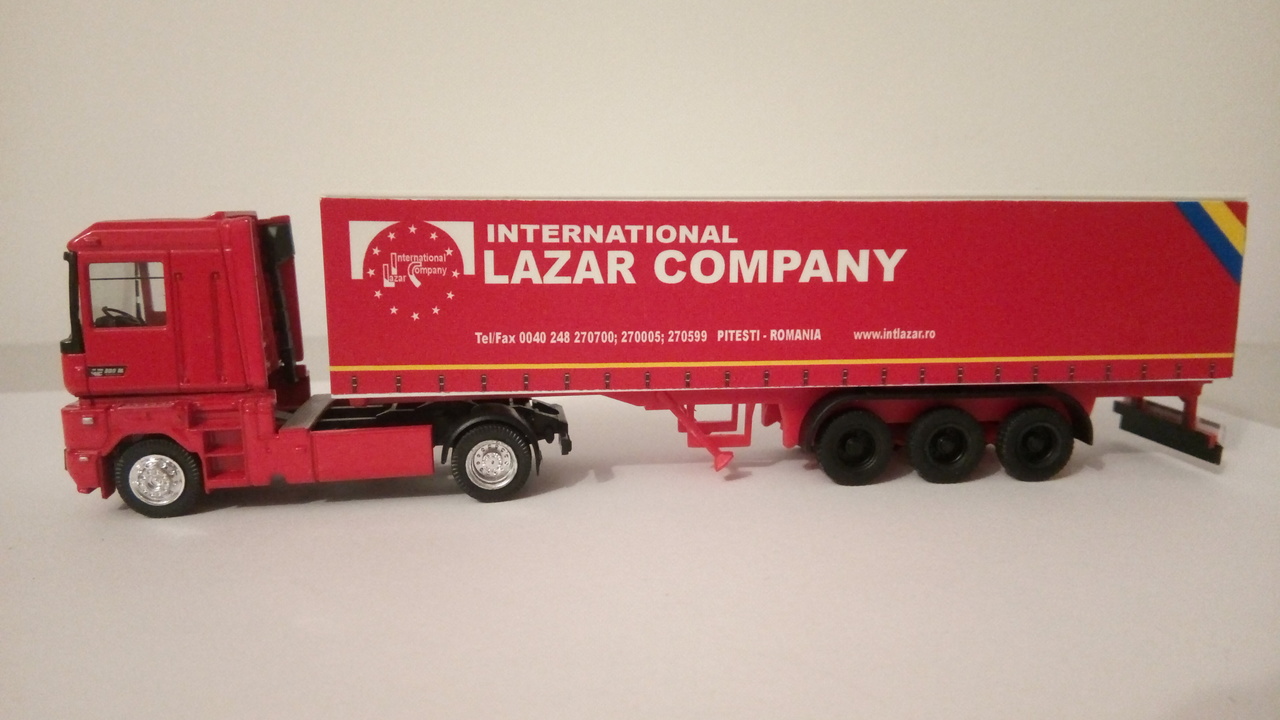 INTERNATIONAL
LAZAR COMPANY
International
Lazar Company
Tel/Fax 0040 248 270700; 270005; 270599 PITESTI - ROMANIA www.intlazar.ro